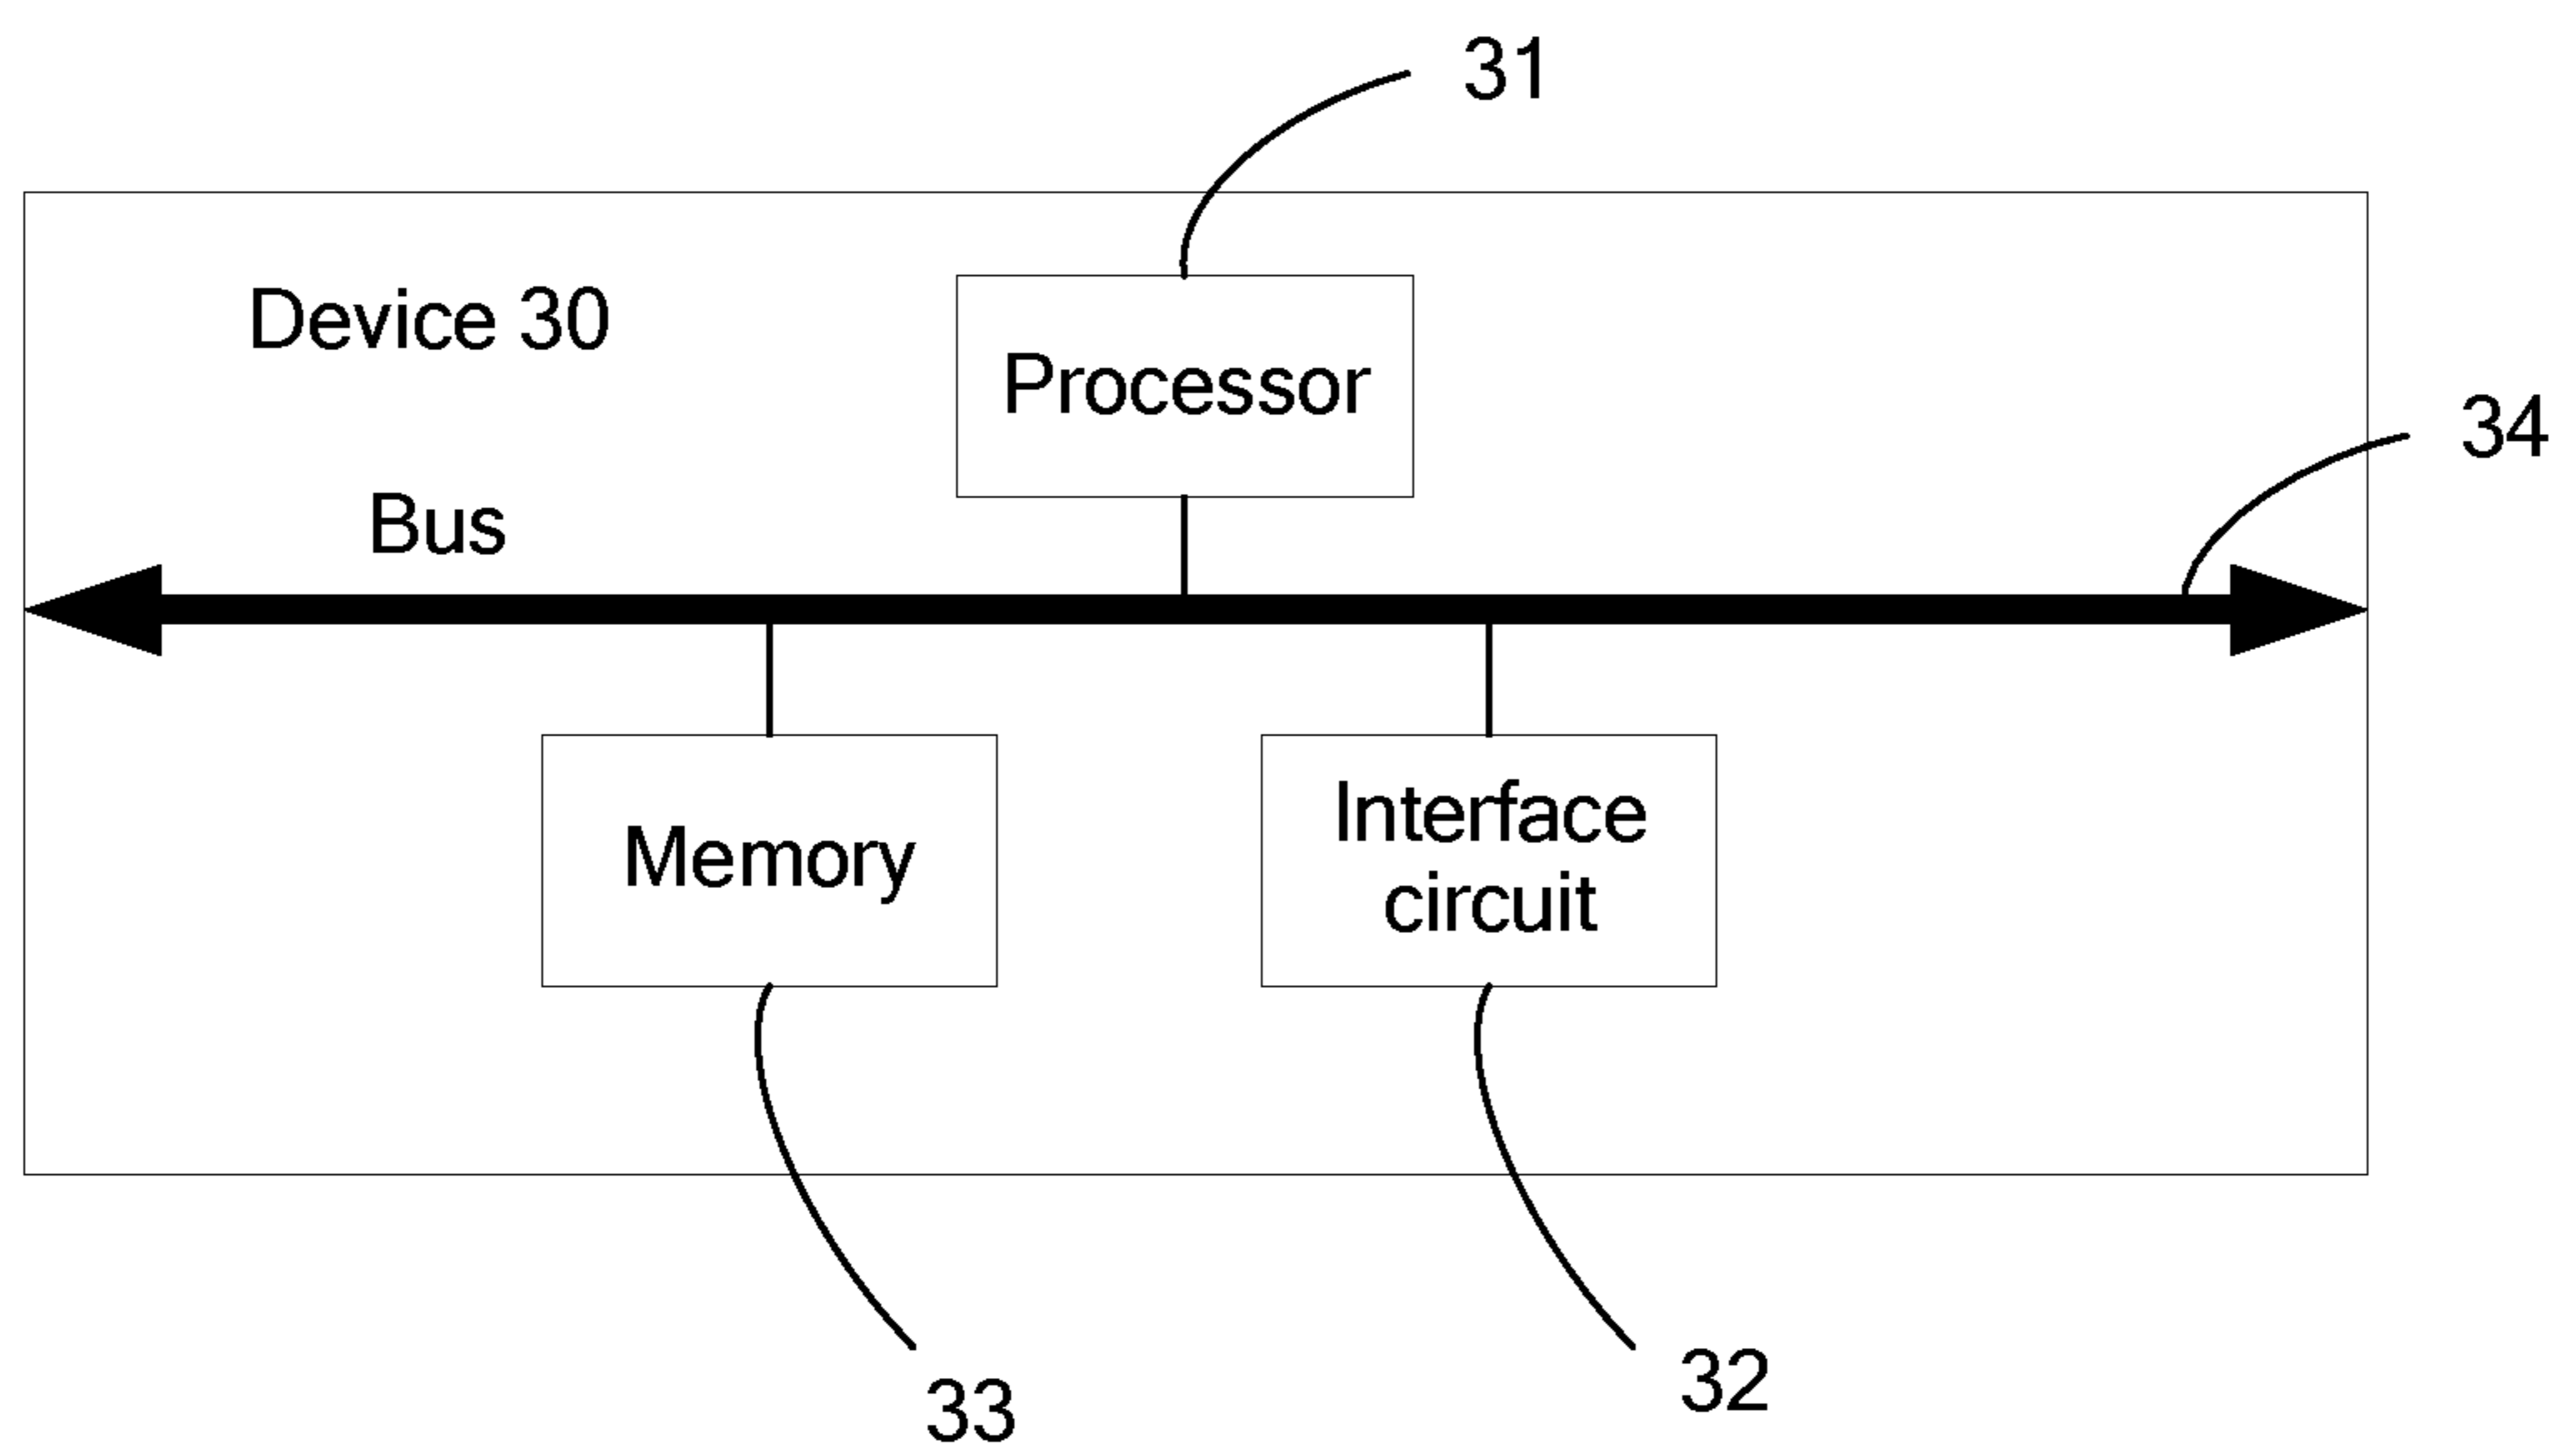 31
Device 30
Processor
34
Bus
Memory
Interface
circuit
33
32